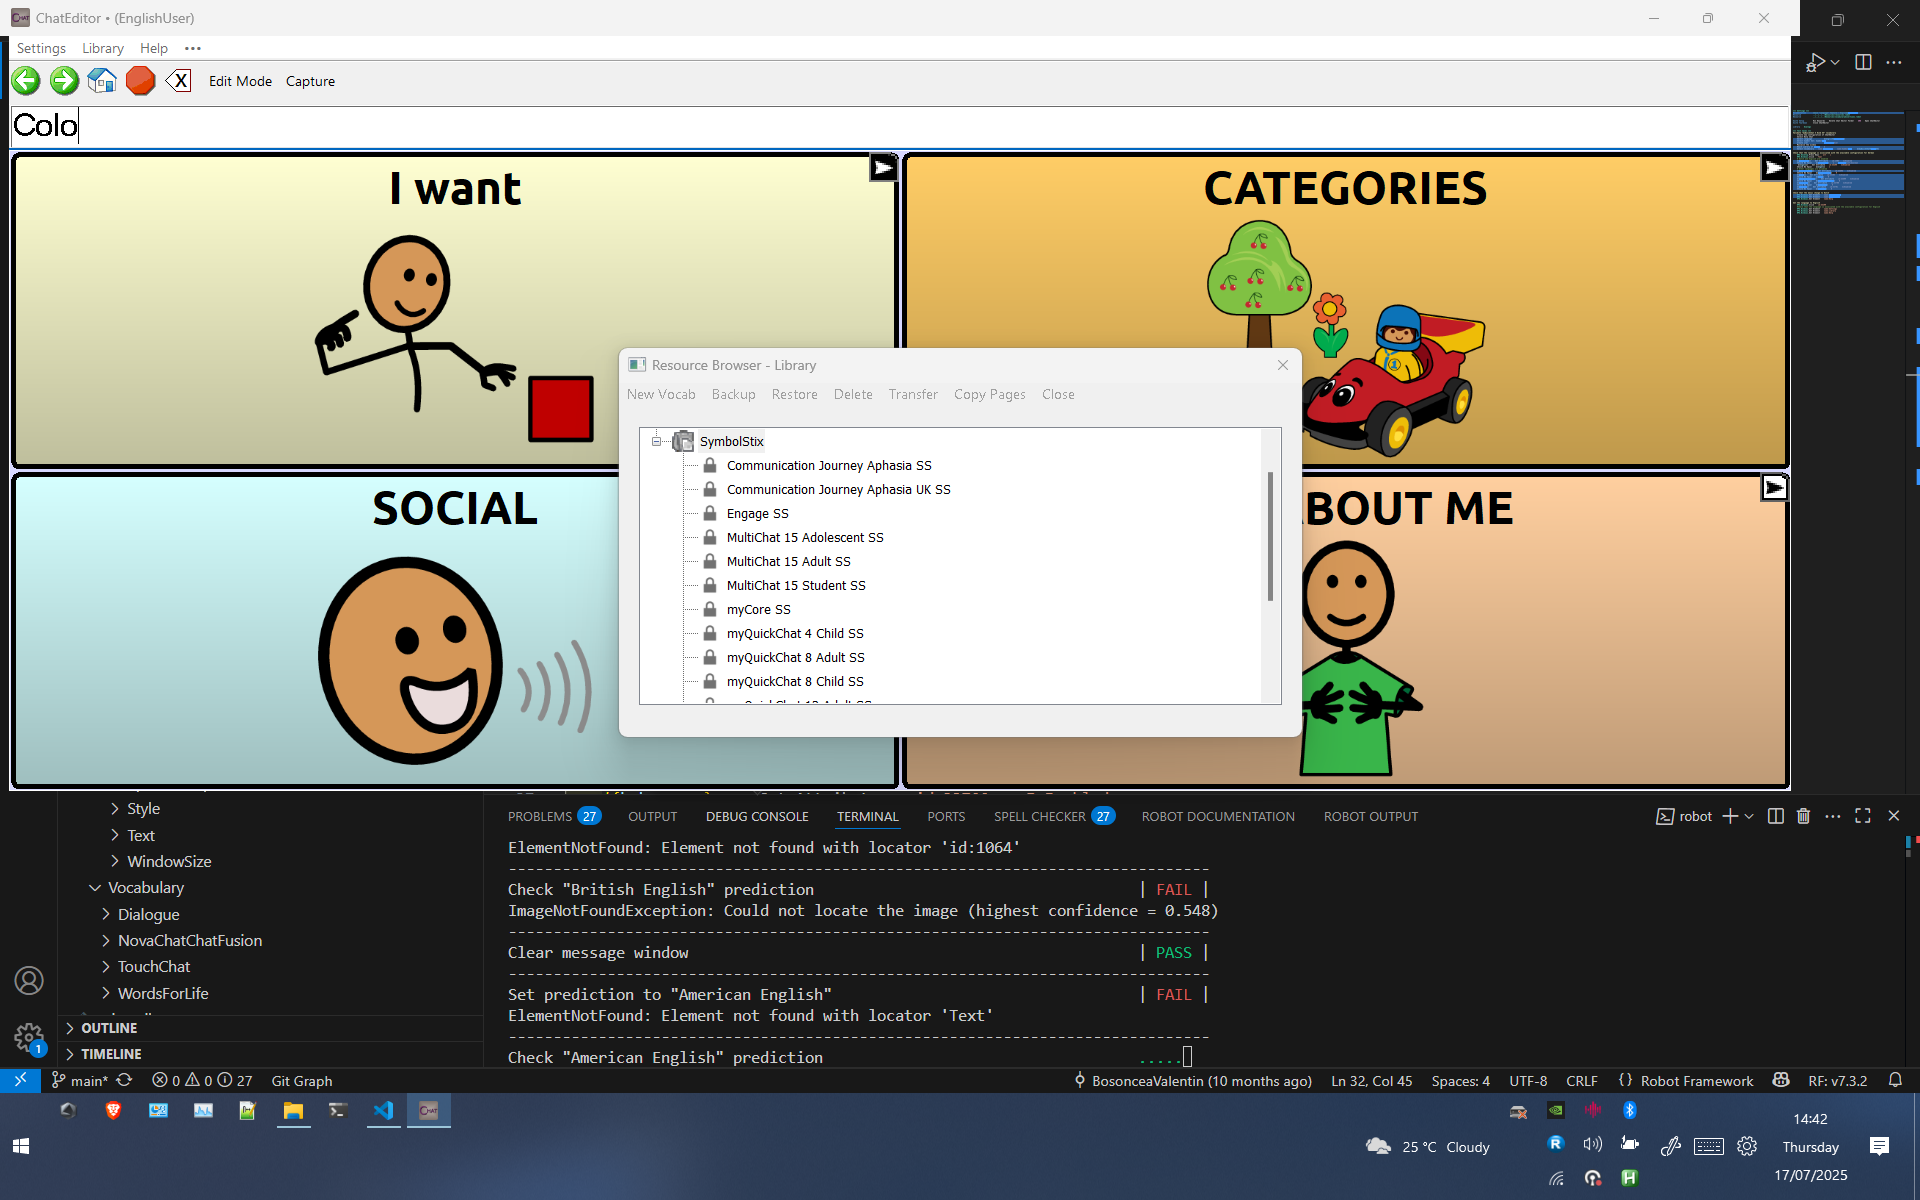 ChatEditor • (EnglishUser)
Settings Library Help
Edit Mode Capture
Colo
I want
CATEGORIES
SOCIAL
BOUT ME
Resource Browser - Library
New Vocab Backup Restore Delete Transfer Copy Pages Close
SymbolStix
Communication Journey Aphasia SS
Communication Journey Aphasia UK SS
Engage SS
MultiChat 15 Adolescent SS
MultiChat 15 Adult SS
MultiChat 15 Student SS
myCore SS
myQuickChat 4 Child SS
myQuickChat 8 Adult SS
myQuickChat 8 Child SS
Style
Text
WindowSize
Vocabulary
Dialogue
NovaChatChatFusion
TouchChat
WordsForLife
OUTLINE
TIMELINE
PROBLEMS 27 OUTPUT DEBUG CONSOLE TERMINAL PORTS SPELL CHECKER 27 ROBOT DOCUMENTATION ROBOT OUTPUT
robot
ElementNotFound: Element not found with locator 'id:1064'
------------------------------------------------------------------------------
Check "British English" prediction | FAIL |
ImageNotFoundException: Could not locate the image (highest confidence = 0.548)
------------------------------------------------------------------------------
Clear message window | PASS |
------------------------------------------------------------------------------
Set prediction to "American English" | FAIL |
ElementNotFound: Element not found with locator 'Text'
------------------------------------------------------------------------------
Check "American English" prediction .....
1
main* 0 0 27 Git Graph
BosonceaValentin (10 months ago) Ln 32, Col 45 Spaces: 4 UTF-8 CRLF {} Robot Framework RF: v7.3.2
25 °C Cloudy
14:42
Thursday
17/07/2025